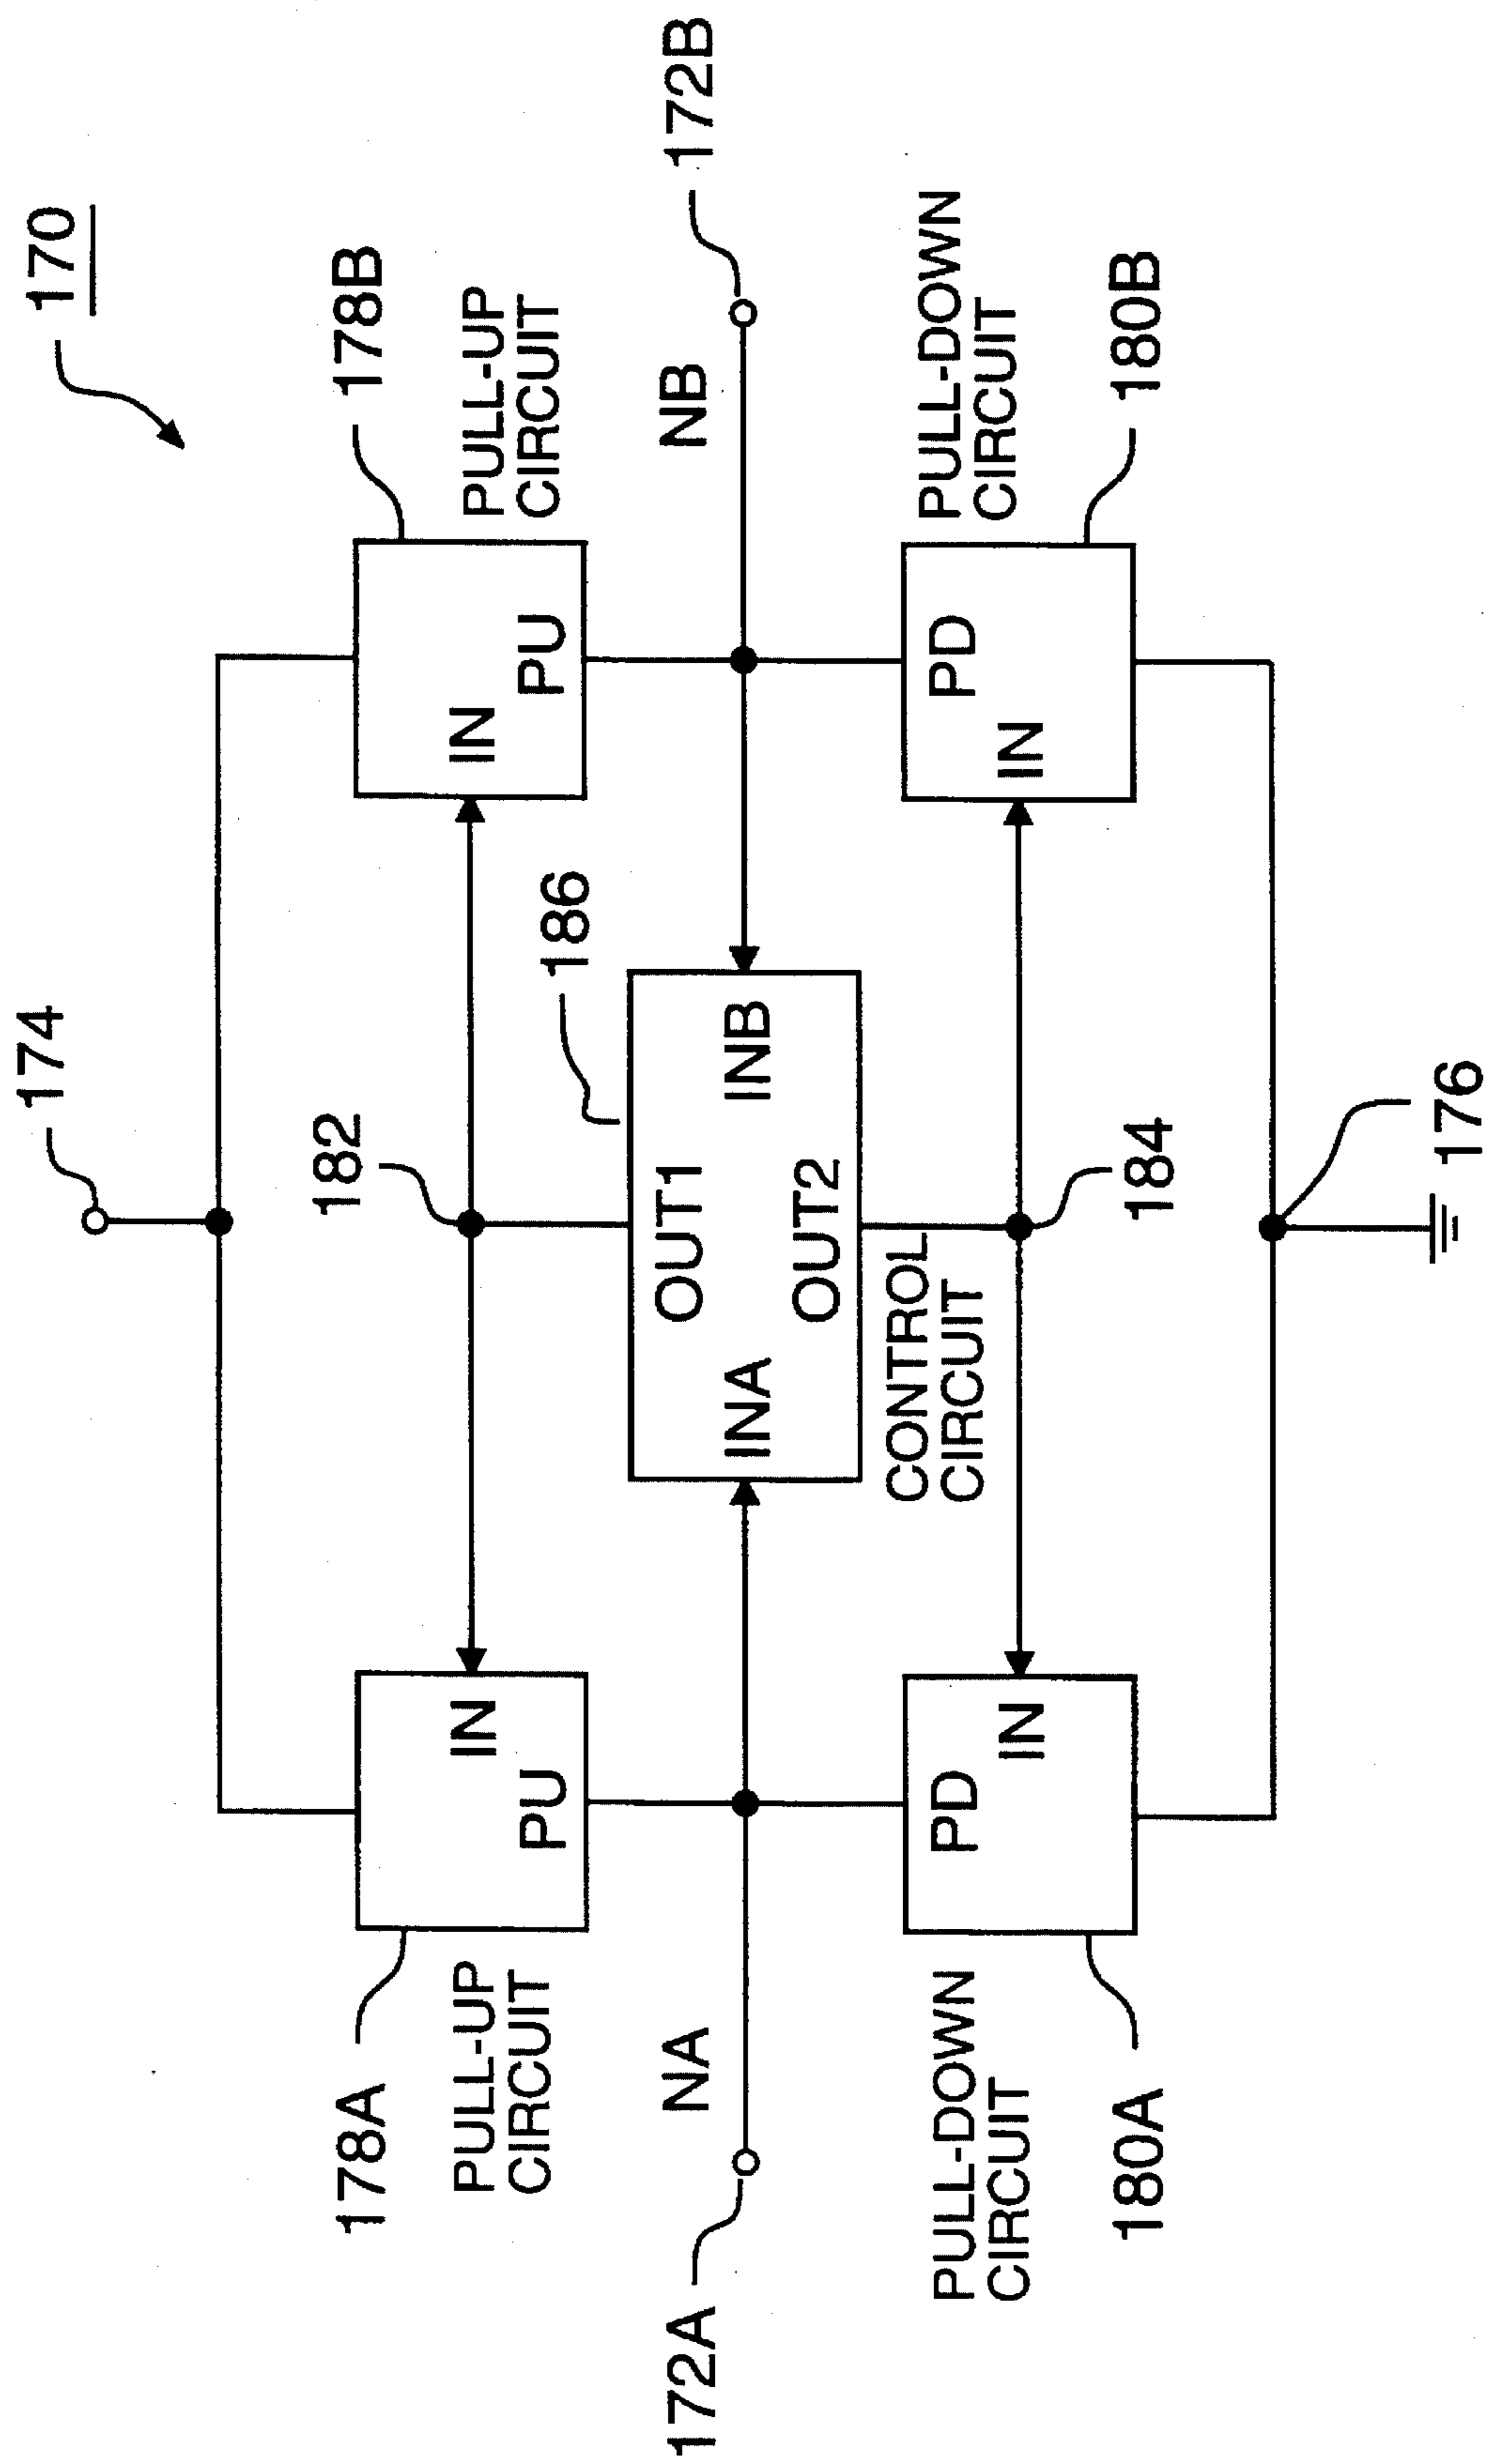 170
174
178A
PULL-UP
CIRCUIT
IN
PU
182
178B
PULL-UP
CIRCUIT
IN
PU
186
172A
NA
INA
OUT1
OUT2
INB
CONTROL
CIRCUIT
NB
172B
180A
PULL-DOWN
CIRCUIT
PD
IN
184
180B
PULL-DOWN
CIRCUIT
PD
IN
176